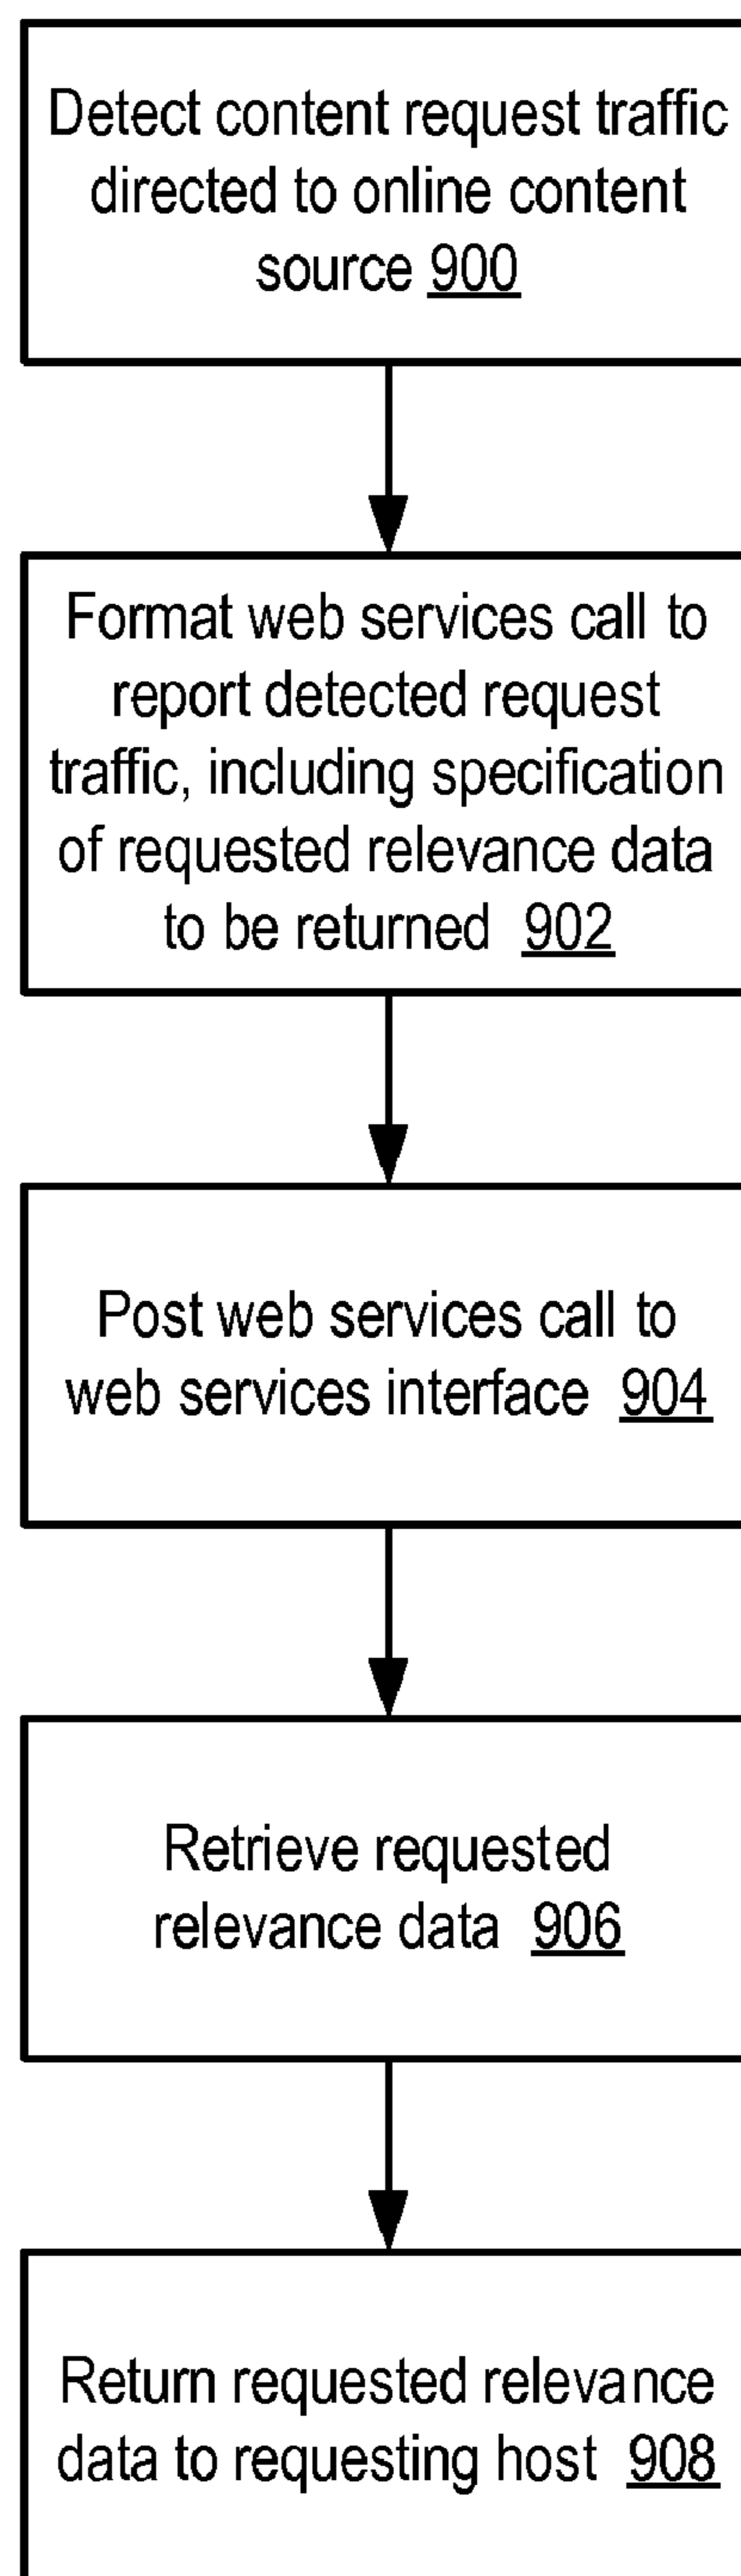 Detect content request traffic
directed to online content
source 900
Format web services call to
report detected request
traffic, including specification
of requested relevance data
to be returned 902
Post web services call to
web services interface 904
Retrieve requested
relevance data 906
Return requested relevance
data to requesting host 908